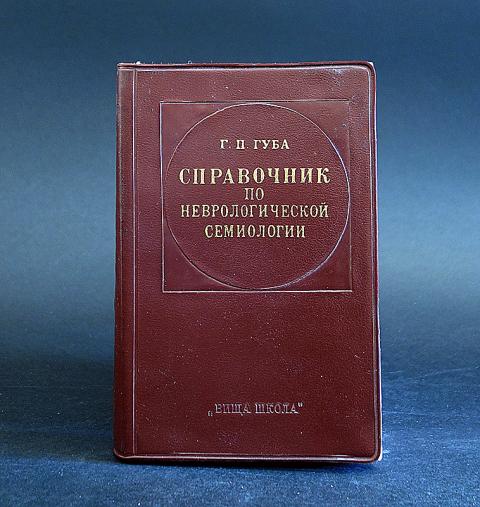 Г. П. ГУБА
СПРАВОЧНИК
ПО
НЕВРОЛОГИЧЕСКОЙ
СЕМИОЛОГИИ
„ВИЩА ШКОЛА"